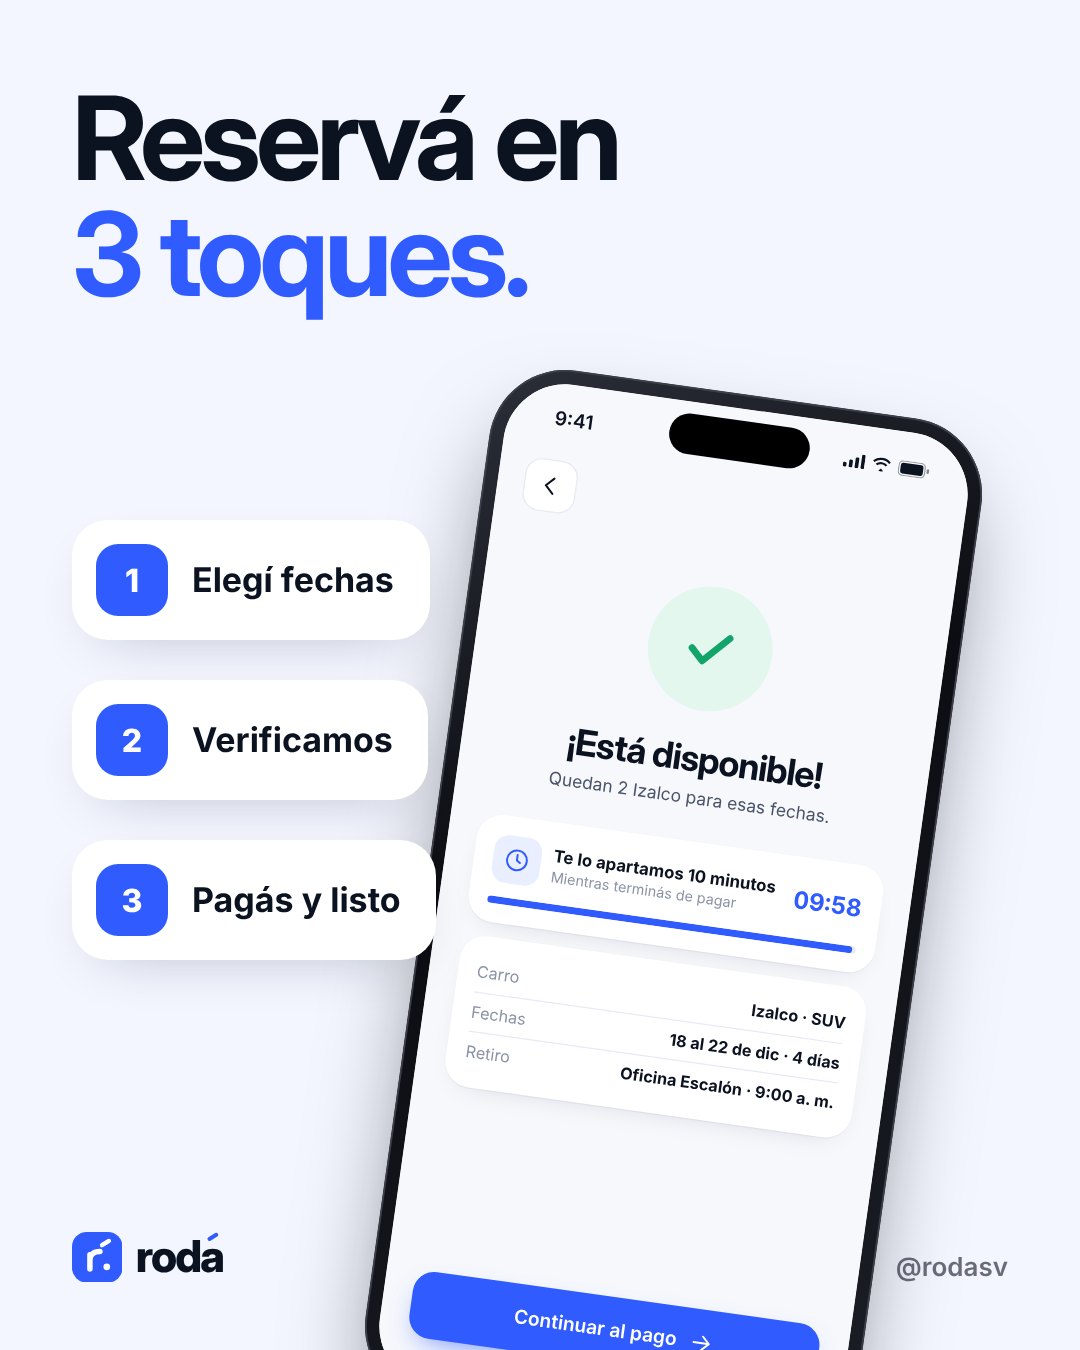 Reservá en
3 toques.
9:41
1 Elegí fechas
2 Verificamos
3 Pagás y listo
¡Está disponible!
Quedan 2 Izalco para esas fechas.
Te lo apartamos 10 minutos
Mientras terminás de pagar
09:58
Carro Izalco · SUV
Fechas 18 al 22 de dic · 4 días
Retiro Oficina Escalón · 9:00 a. m.
Continuar al pago →
ŕ. rodá
@rodasv